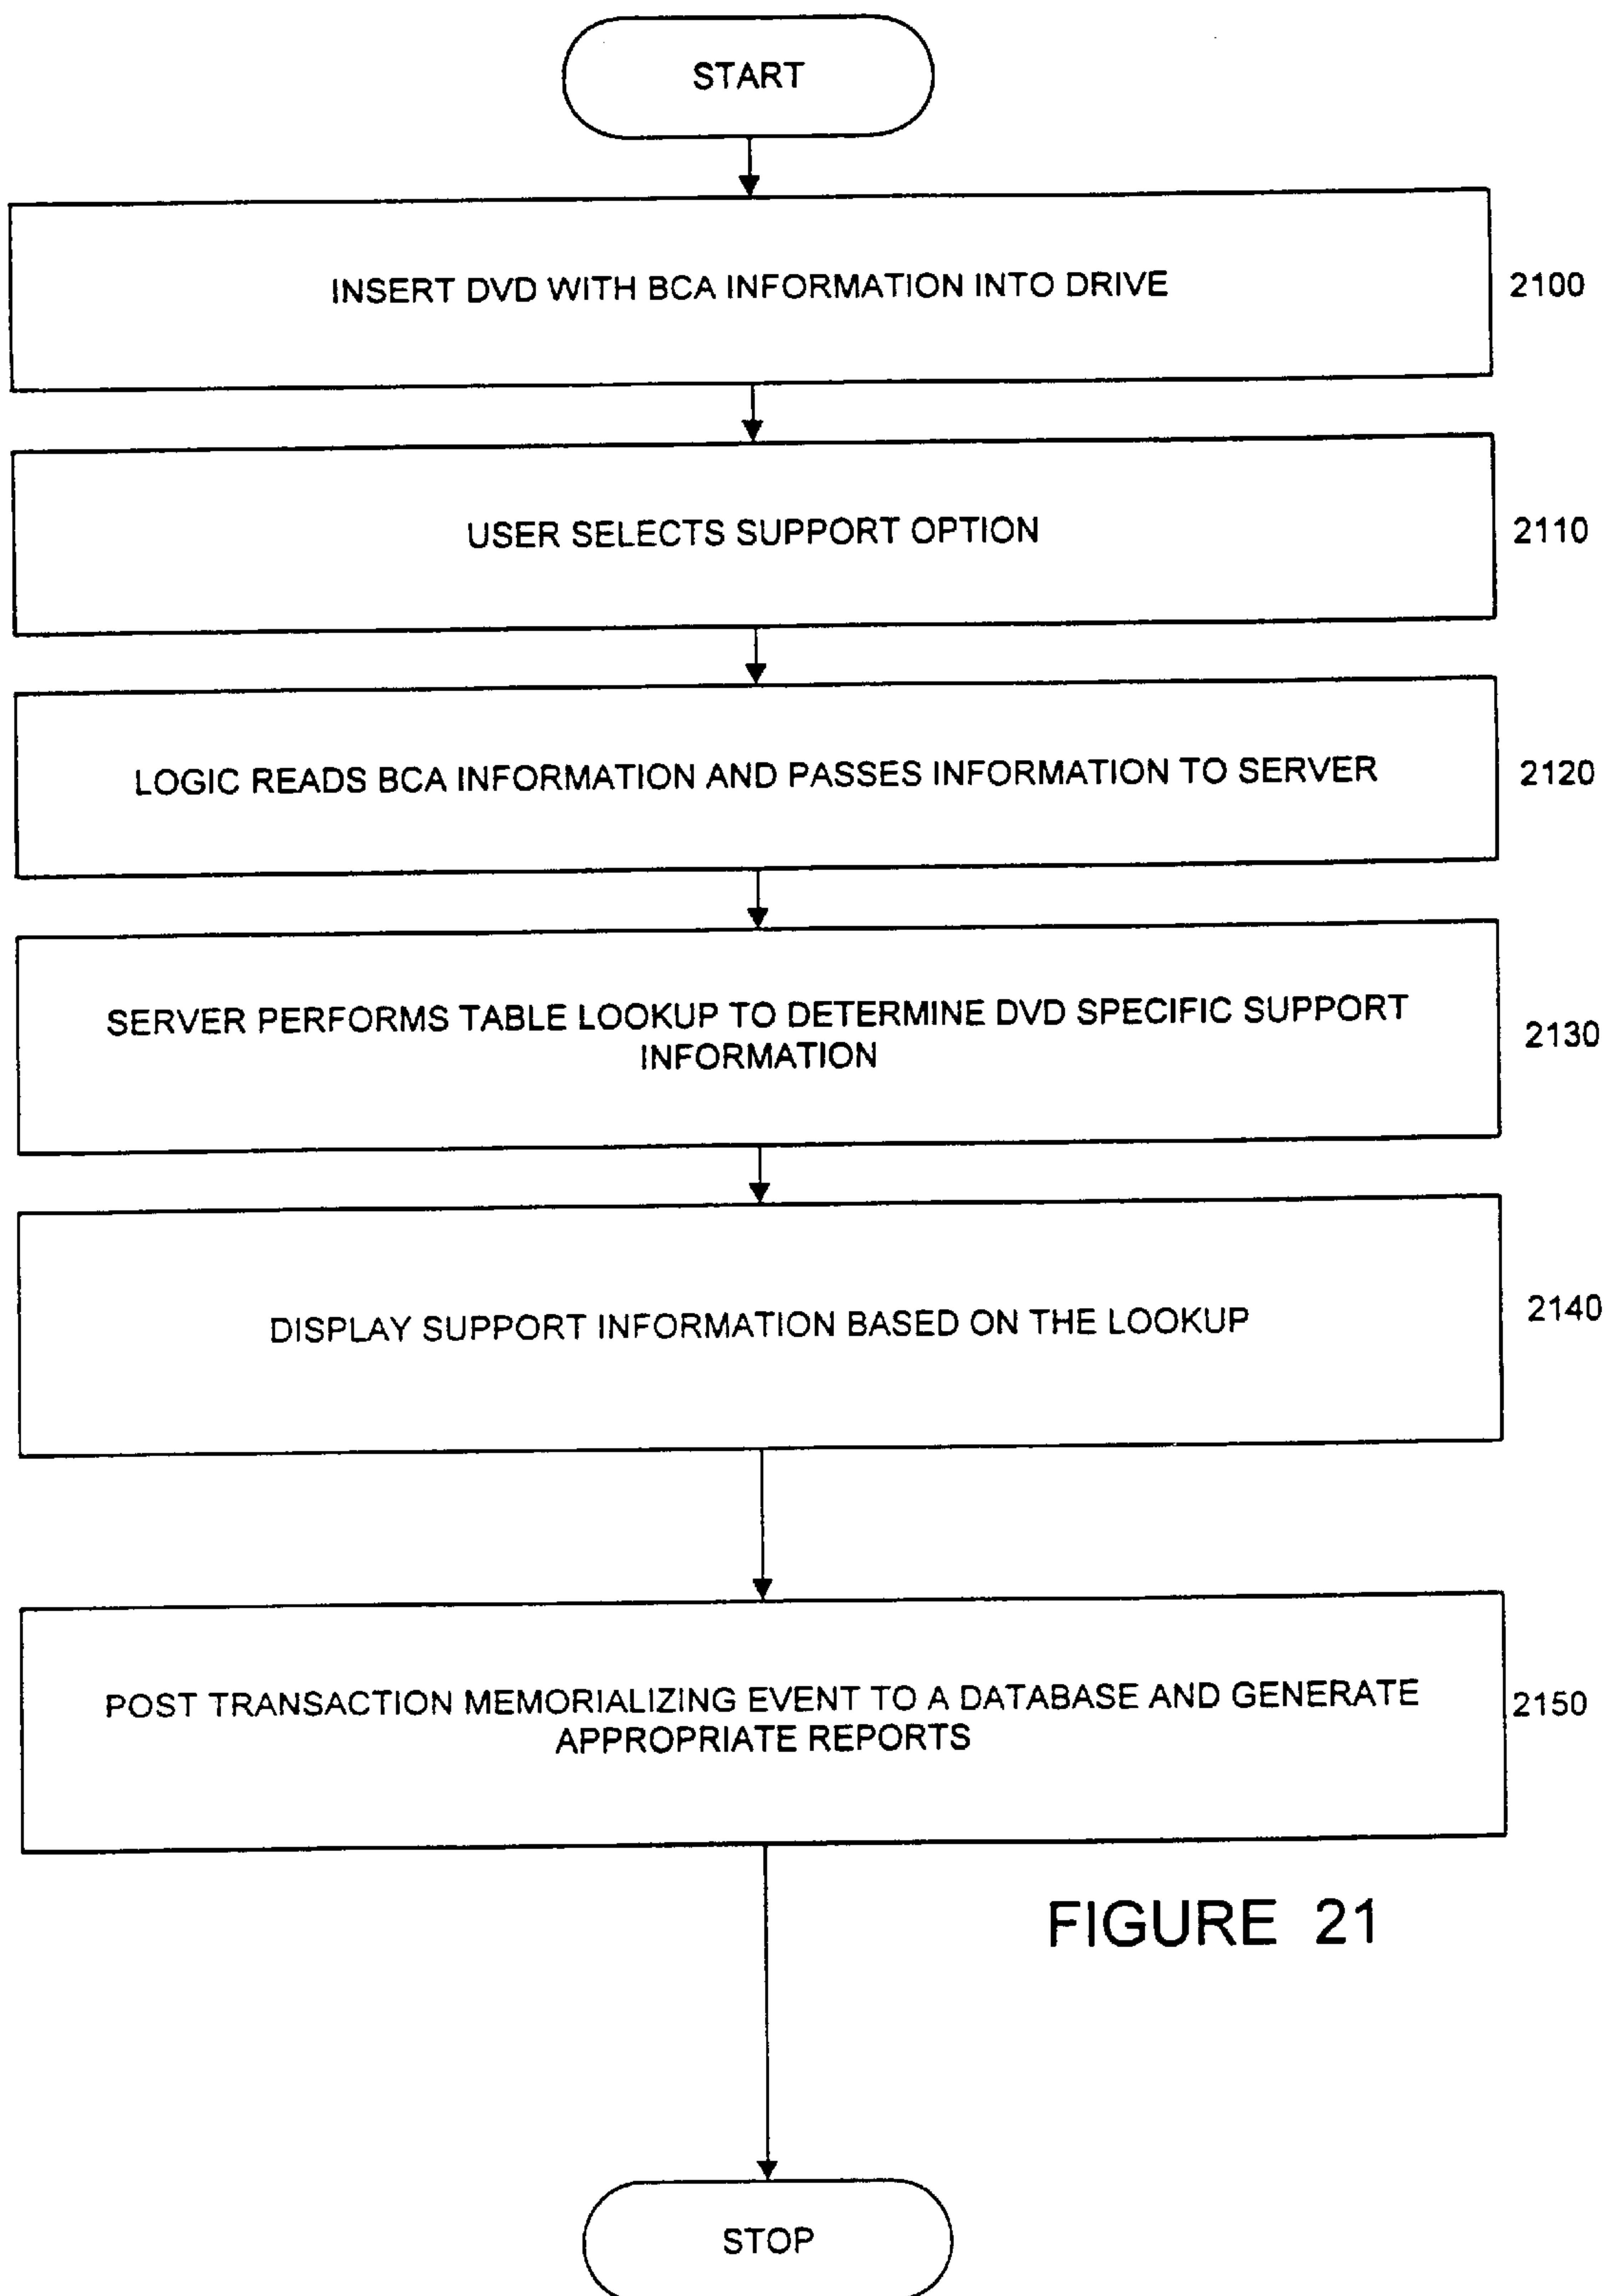 START
INSERT DVD WITH BCA INFORMATION INTO DRIVE
2100
USER SELECTS SUPPORT OPTION
2110
LOGIC READS BCA INFORMATION AND PASSES INFORMATION TO SERVER
2120
SERVER PERFORMS TABLE LOOKUP TO DETERMINE DVD SPECIFIC SUPPORT
INFORMATION
2130
DISPLAY SUPPORT INFORMATION BASED ON THE LOOKUP
2140
POST TRANSACTION MEMORIALIZING EVENT TO A DATABASE AND GENERATE
APPROPRIATE REPORTS
2150
FIGURE 21
STOP